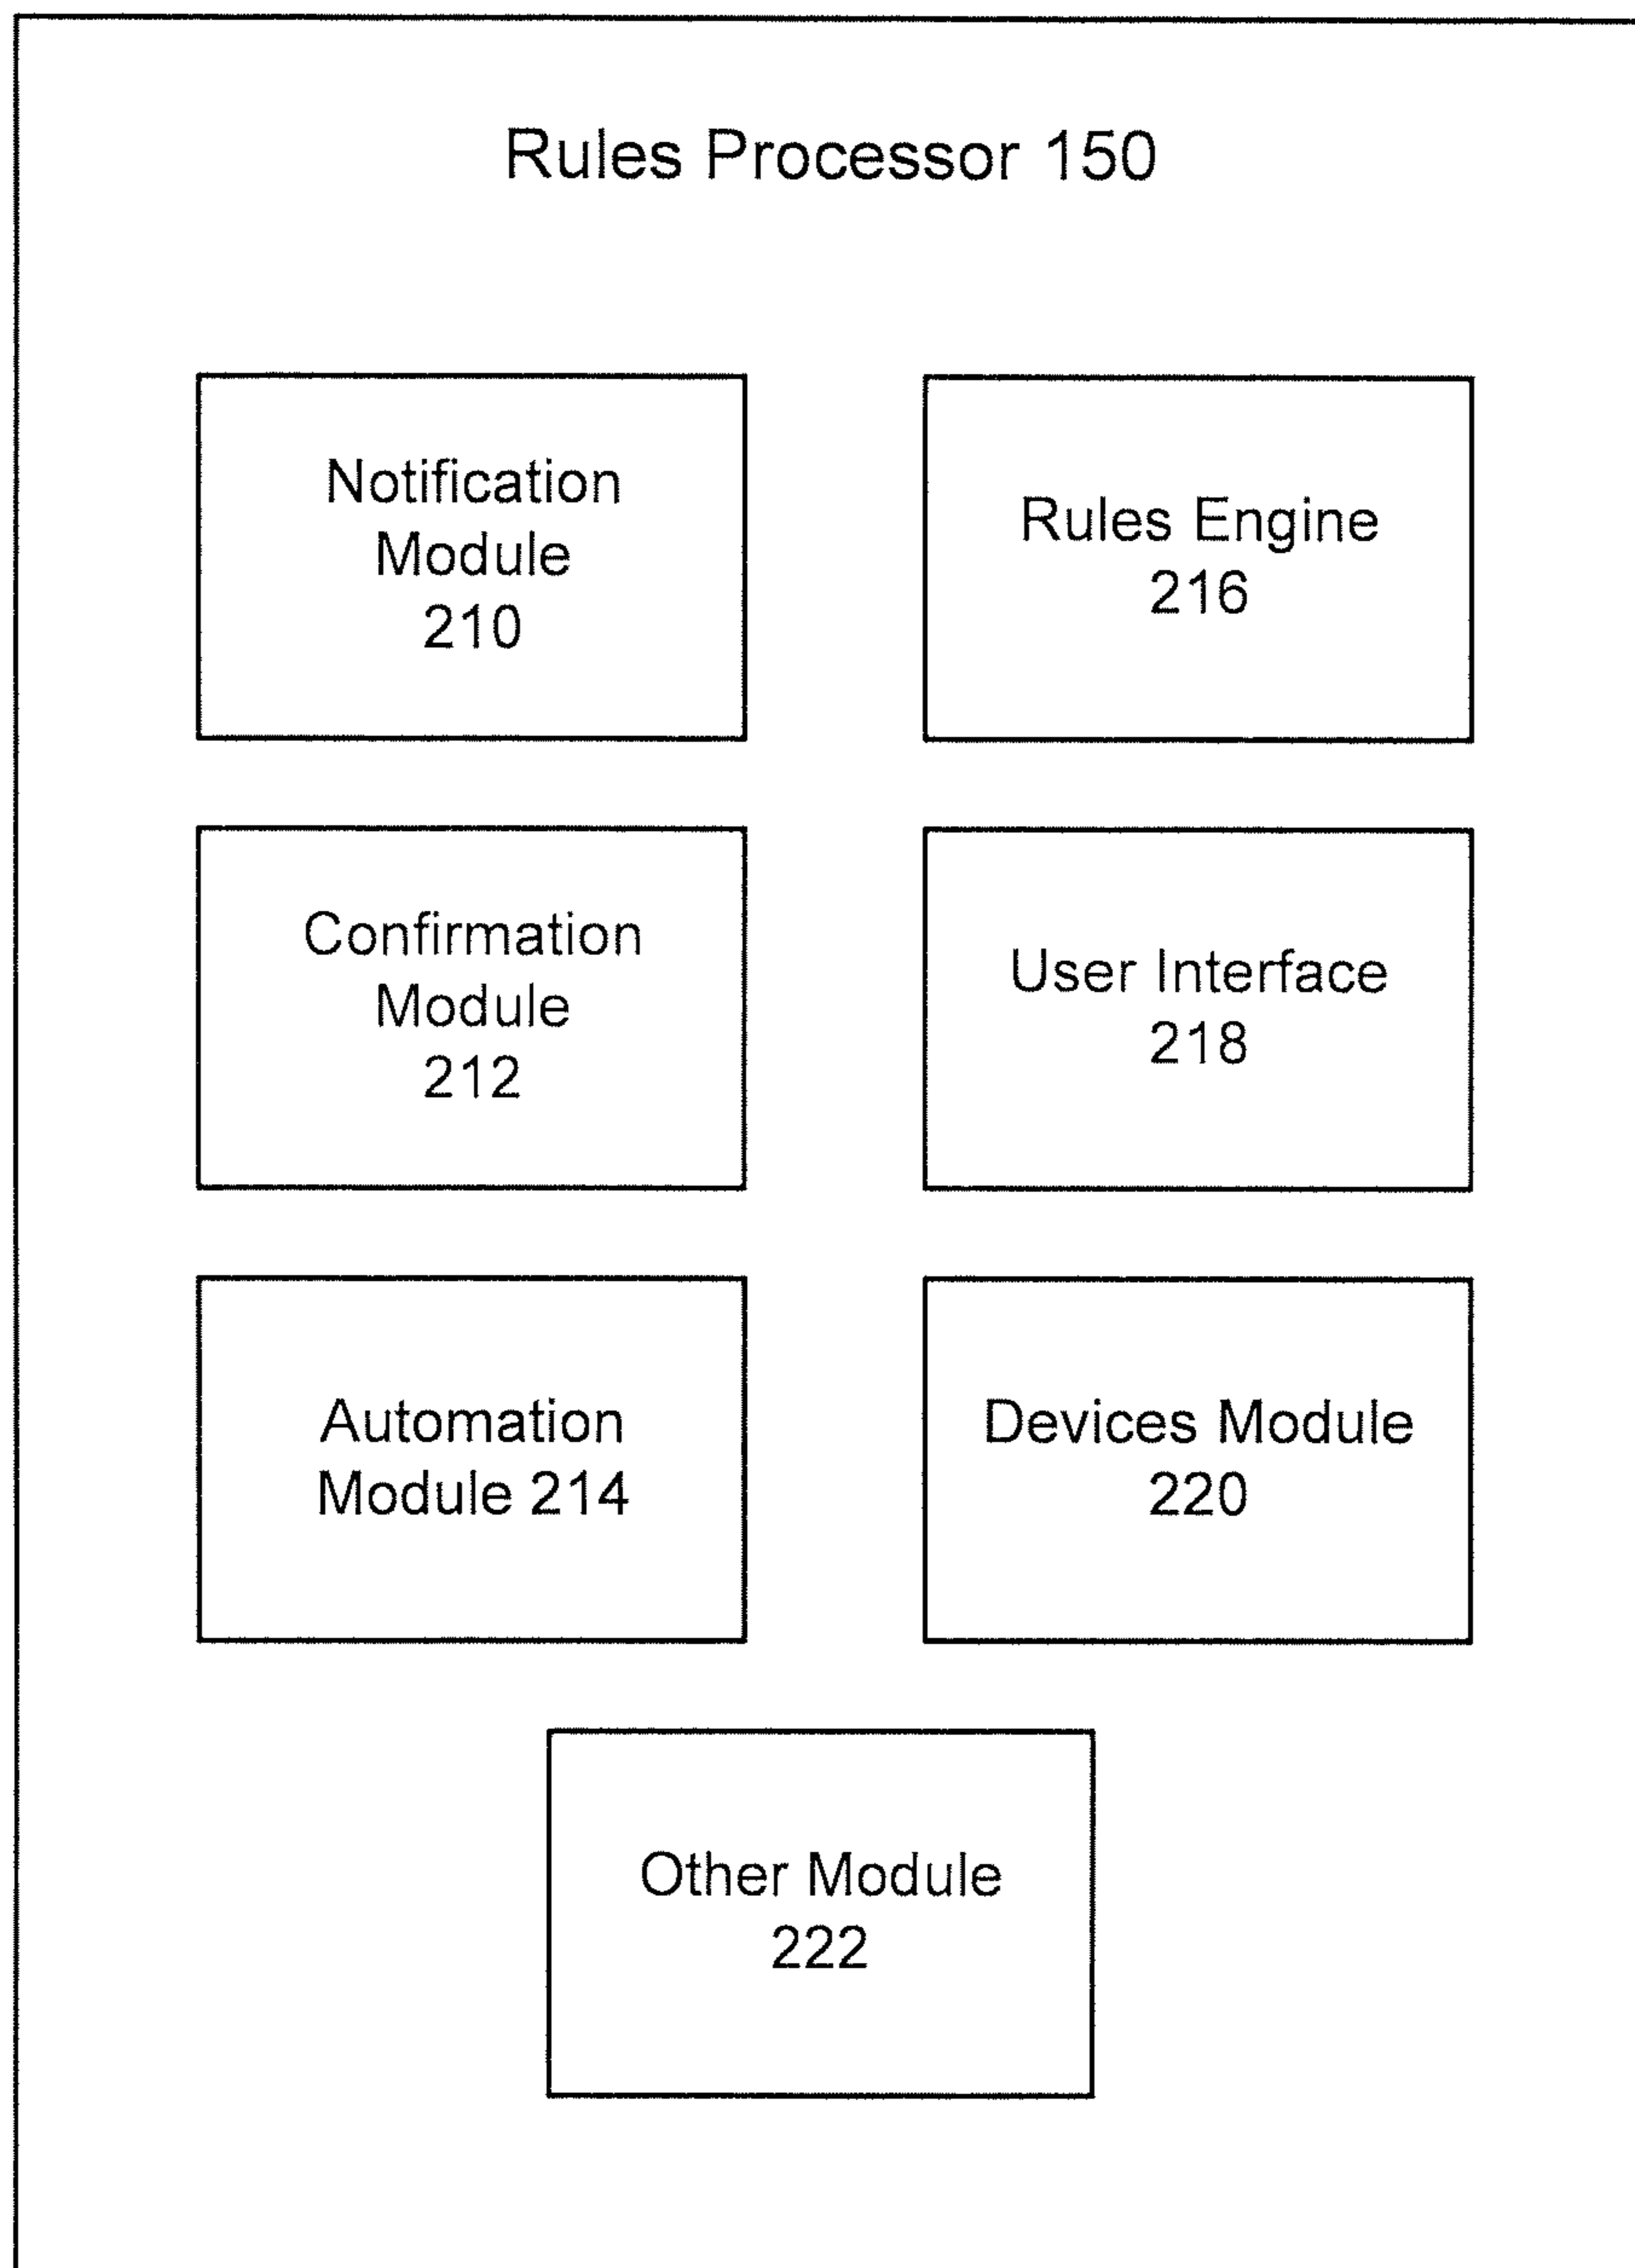 Rules Processor 150
Notification
Module
210
Rules Engine
216
Confirmation
Module
212
User Interface
218
Automation
Module 214
Devices Module
220
Other Module
222